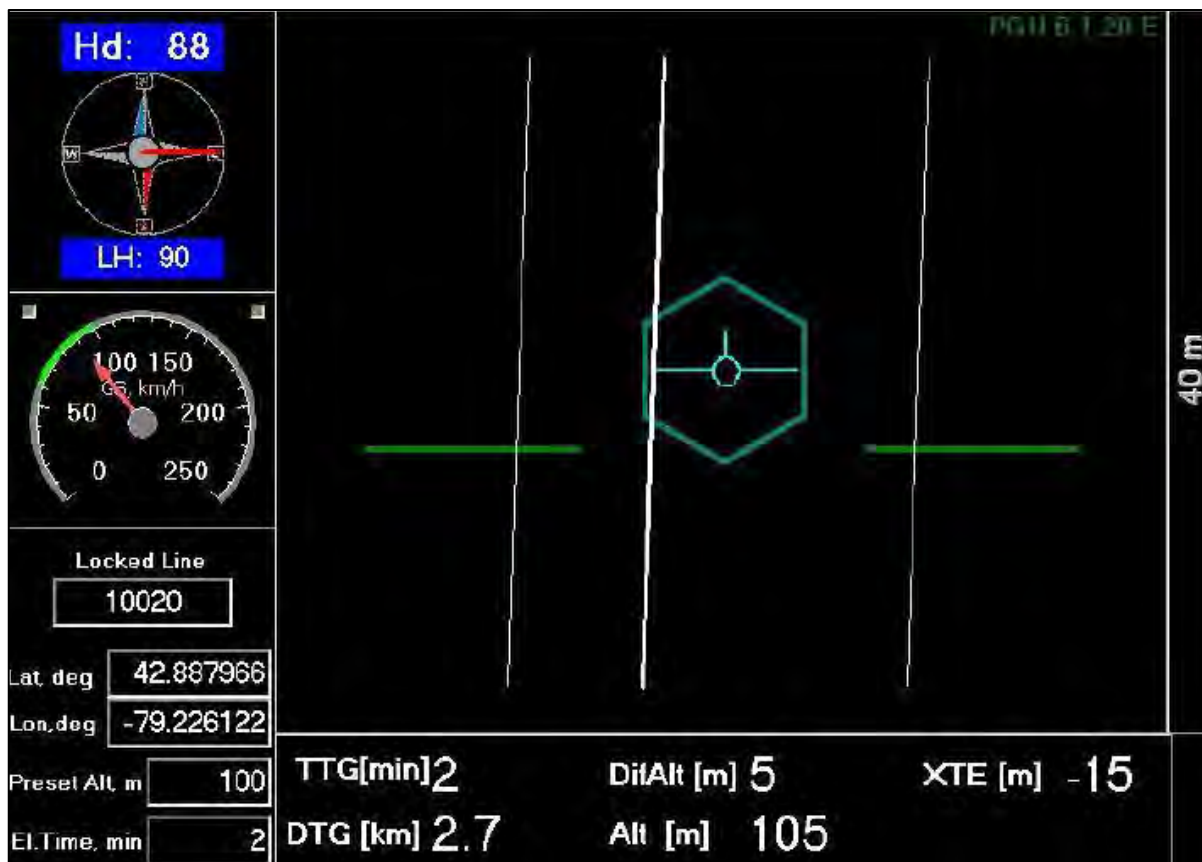 Hd: 88
N
W
E
S
LH: 90
100 150
GS, km/h
50 200
0 250
Locked Line
10020
Lat, deg 42.887966
Lon,deg -79.226122
Preset Alt, m 100
El.Time, min 2
40 m
TTG[min] 2
DifAlt [m] 5
XTE [m] -15
DTG [km] 2.7
Alt [m] 105